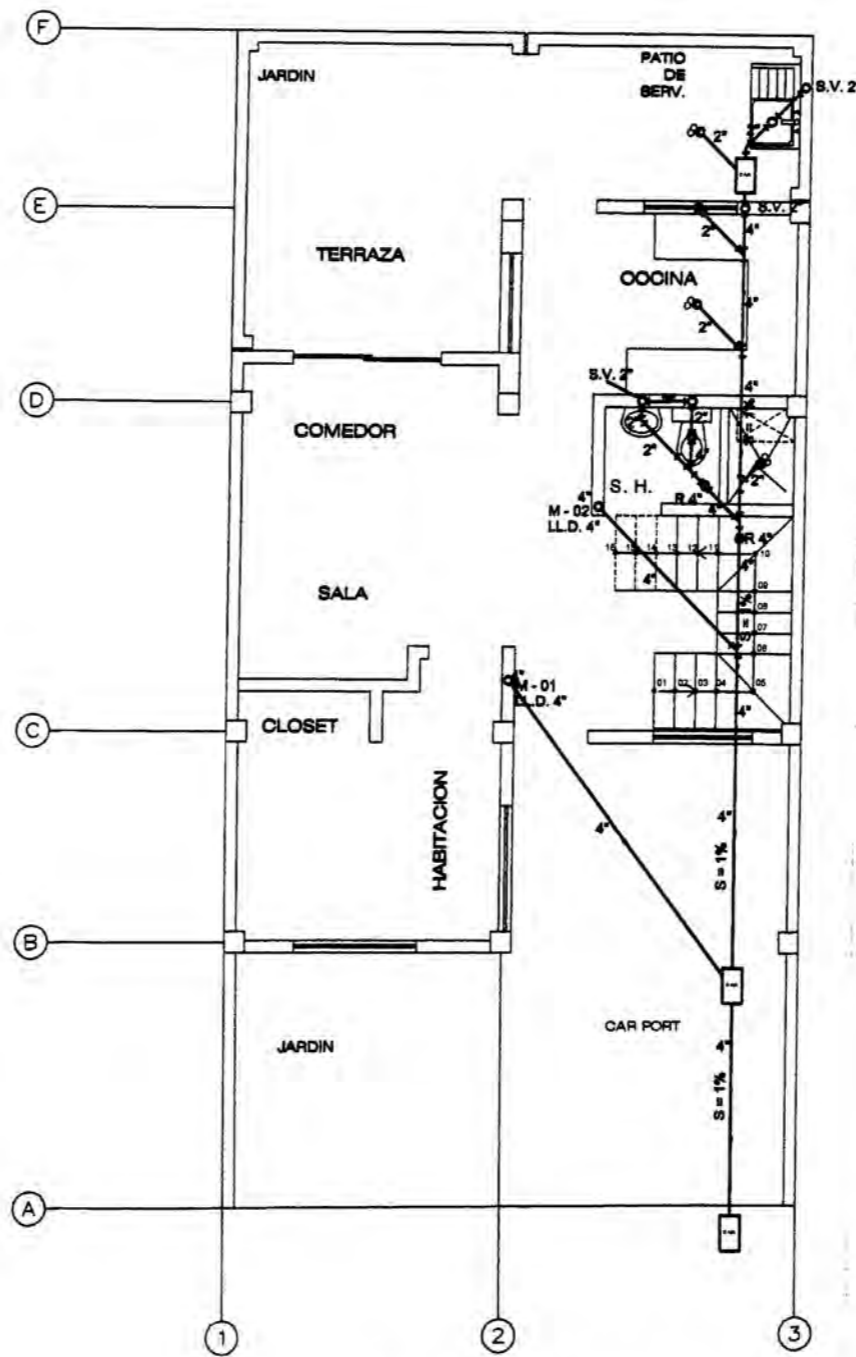 F
JARDIN
PATIO
DE
SERV.
S.V. 2"
2"
2"
E
S.V. 2"
2"
4"
TERRAZA
COCINA
4"
2"
S.V. 2"
4"
D
2"
COMEDOR
2"
4"
2"
S. H.
R 4"
4"
4"
M - 02
LL.D. 4"
R 4"
16 15 14 13 12 11 10
4"
4"
09
SALA
08
07
06
01 02 03 04 05
M - 01
LL.D. 4"
4"
C
CLOSET
HABITACION
4"
4"
S = 1%
B
CAR PORT
JARDIN
4"
S = 1%
A
1
2
3